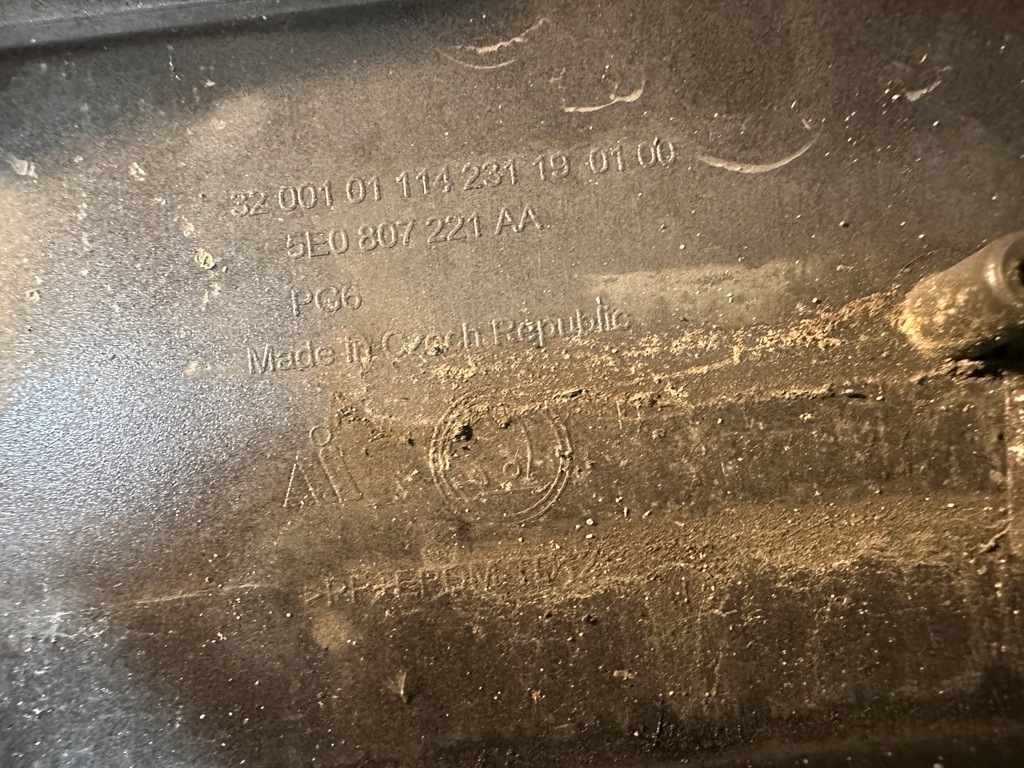 32 001 01 114 231 19 01 00
5E0 807 221 AA
PG6
Made in Czech Republic